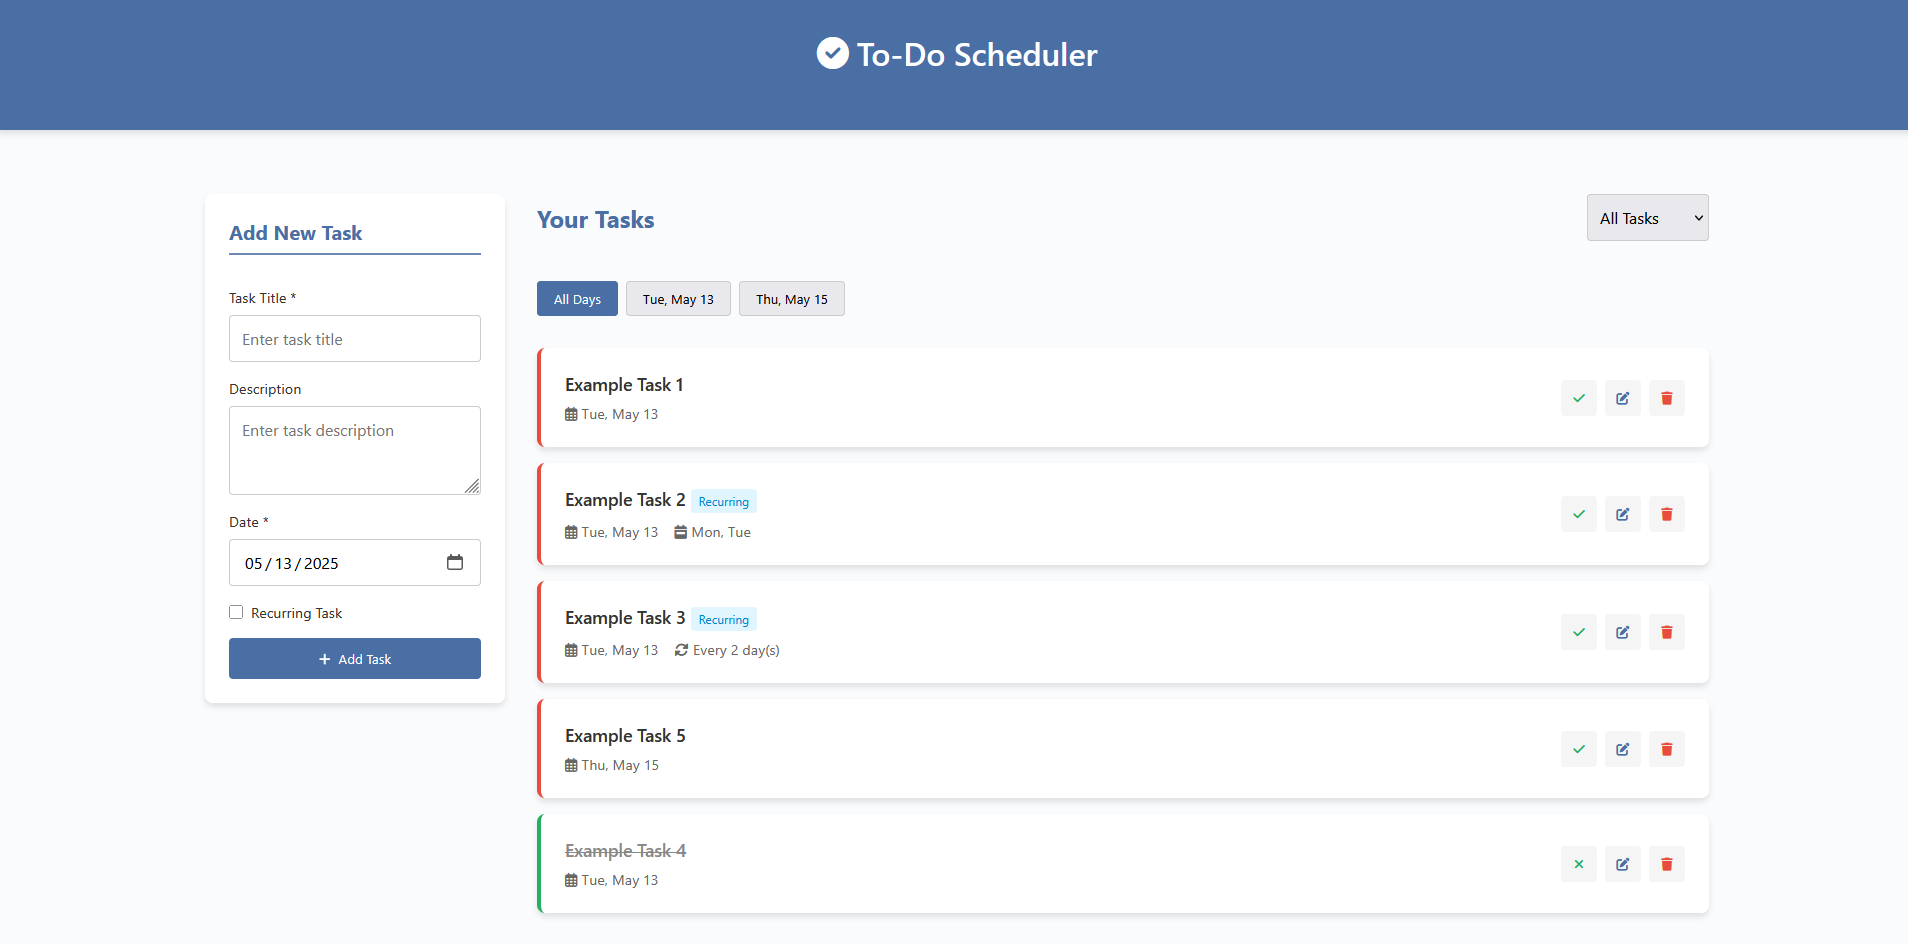 To-Do Scheduler
Add New Task
Task Title *
Enter task title
Description
Enter task description
Date *
05/13/2025
Recurring Task
+ Add Task
Your Tasks
All Tasks
All Days
Tue, May 13
Thu, May 15
Example Task 1
Tue, May 13
Example Task 2 Recurring
Tue, May 13 Mon, Tue
Example Task 3 Recurring
Tue, May 13 Every 2 day(s)
Example Task 5
Thu, May 15
Example Task 4
Tue, May 13